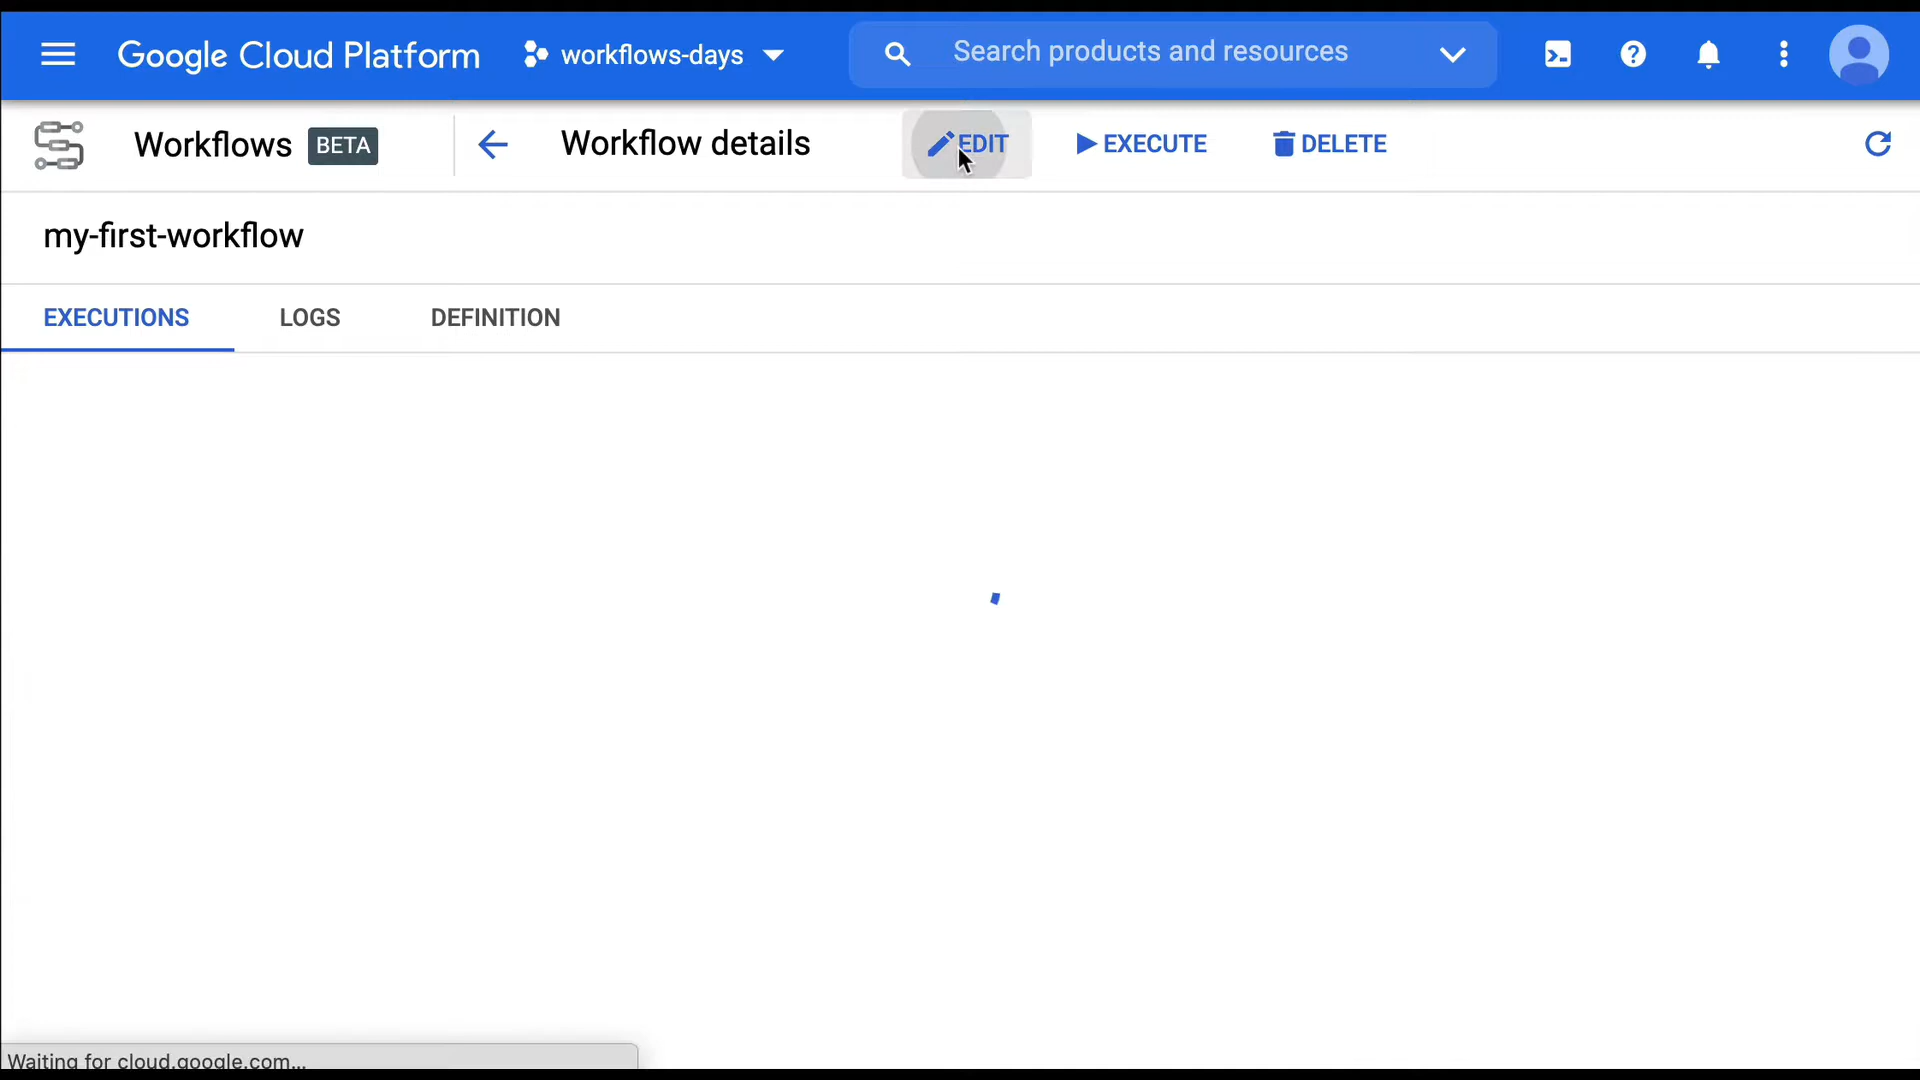 Google Cloud Platform workflows-days Search products and resources
Workflows BETA Workflow details EDIT EXECUTE DELETE
my-first-workflow
EXECUTIONS LOGS DEFINITION
Waiting for cloud.google.com...